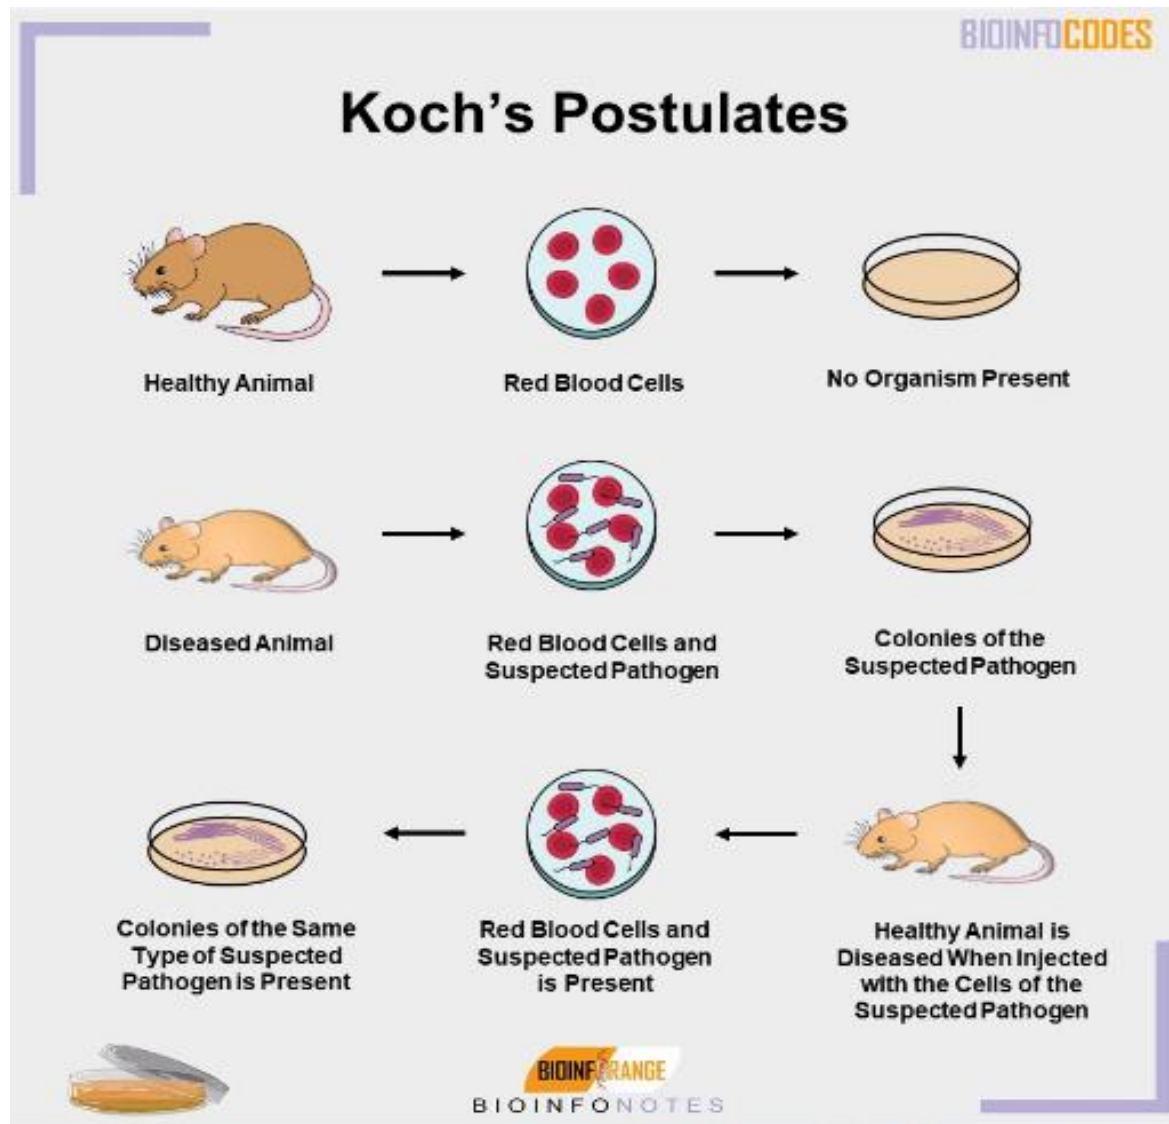 BIOINFOCODES
Koch's Postulates
Healthy Animal
Red Blood Cells
No Organism Present
Diseased Animal
Red Blood Cells and
Suspected Pathogen
Colonies of the
Suspected Pathogen
Colonies of the Same
Type of Suspected
Pathogen is Present
Red Blood Cells and
Suspected Pathogen
is Present
Healthy Animal is
Diseased When Injected
with the Cells of the
Suspected Pathogen
BIOINFORANGE
BIOINFONOTES